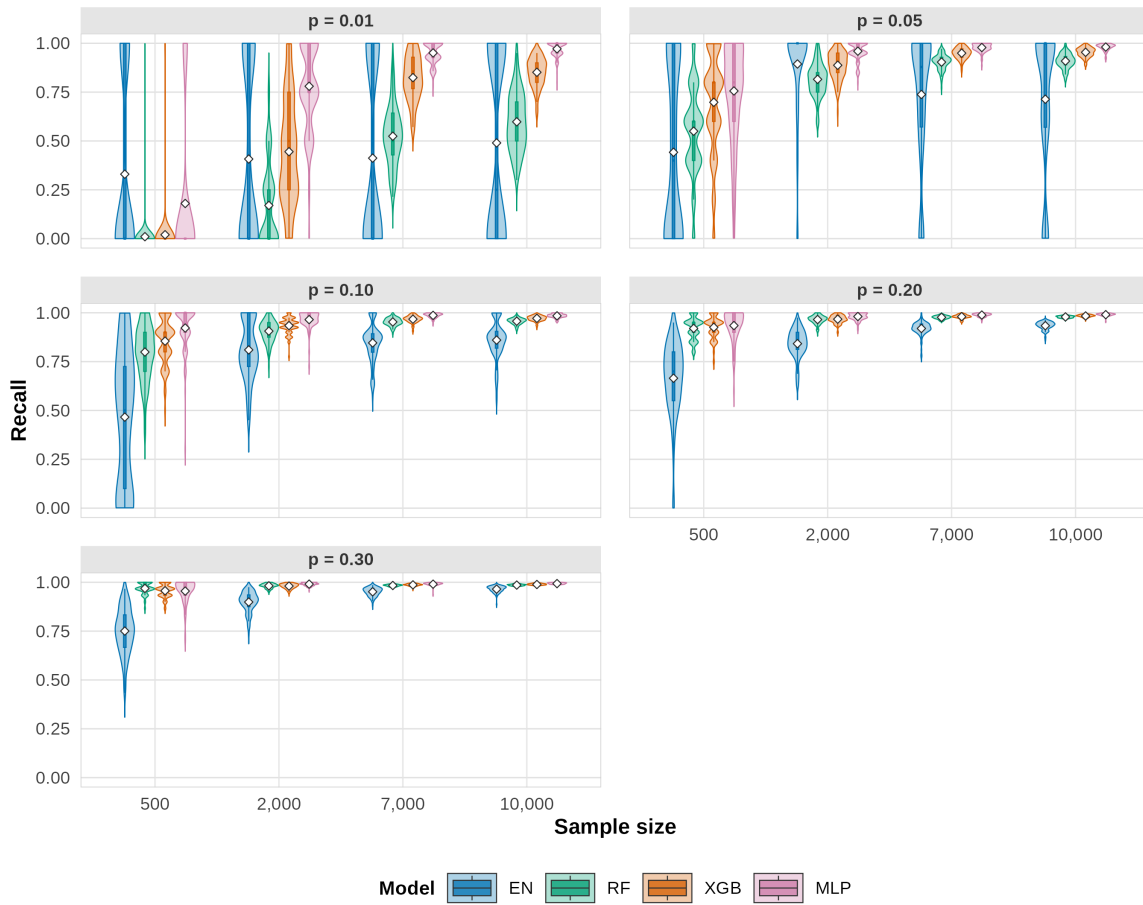 p = 0.01
p = 0.05
1.00
0.75
0.50
0.25
0.00
p = 0.10
p = 0.20
1.00
0.75
0.50
0.25
0.00
500 2,000 7,000 10,000
p = 0.30
1.00
0.75
0.50
0.25
0.00
500 2,000 7,000 10,000
Recall
Sample size
Model EN RF XGB MLP